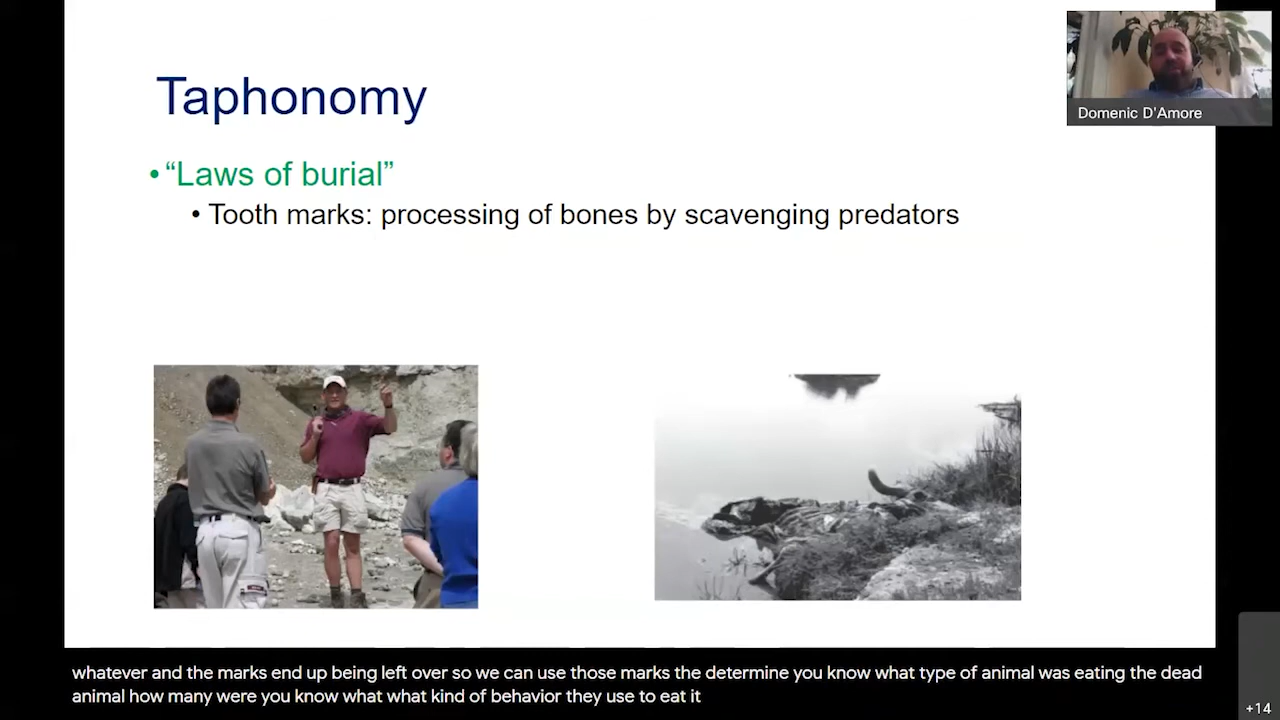 Taphonomy
• “Laws of burial”
• Tooth marks: processing of bones by scavenging predators
Domenic D'Amore
whatever and the marks end up being left over so we can use those marks the determine you know what type of animal was eating the dead
animal how many were you know what what kind of behavior they use to eat it
+14